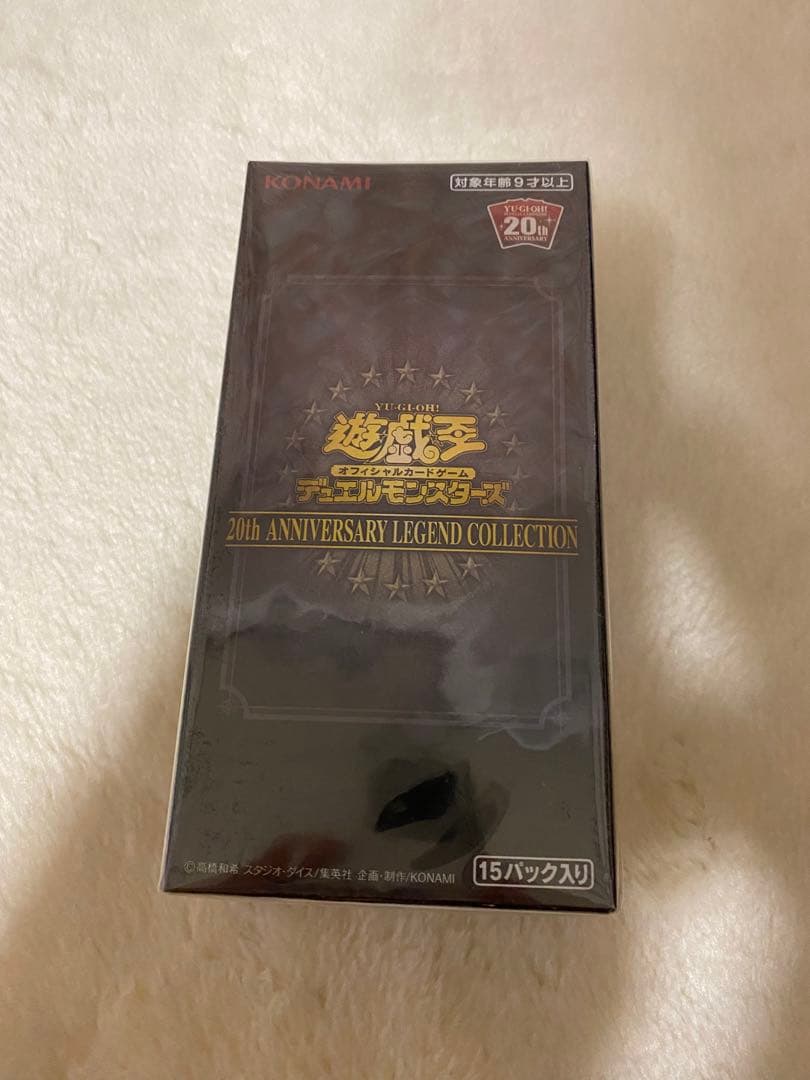 KONAMI
対象年齢9才以上
YU-GI-OH!
20th
ANNIVERSARY
YU-GI-OH!
遊戯王
オフィシャルカードゲーム
デュエルモンスターズ
20th ANNIVERSARY LEGEND COLLECTION
©高橋和希 スタジオ・ダイス/集英社 企画・制作/KONAMI
15パック入り